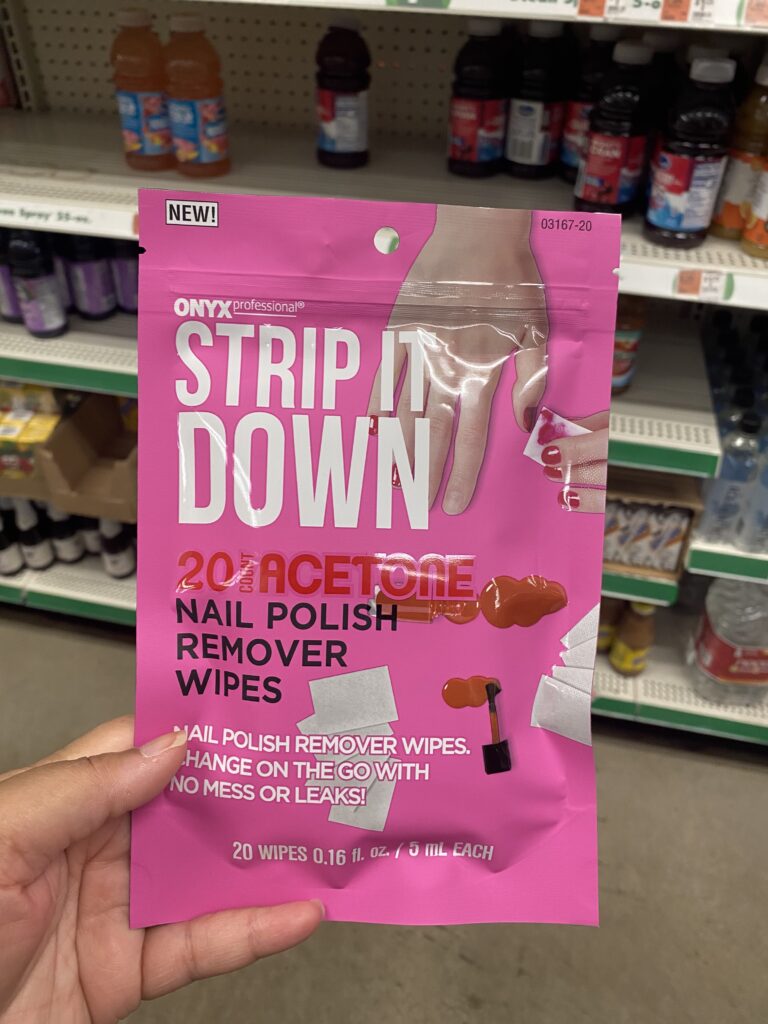 NEW!
03167-20
ONYX professional®
STRIP IT
DOWN
20 COUNT ACETONE
NAIL POLISH
REMOVER
WIPES
NAIL POLISH REMOVER WIPES.
CHANGE ON THE GO WITH
NO MESS OR LEAKS!
20 WIPES 0.16 fl. oz. / 5 mL EACH